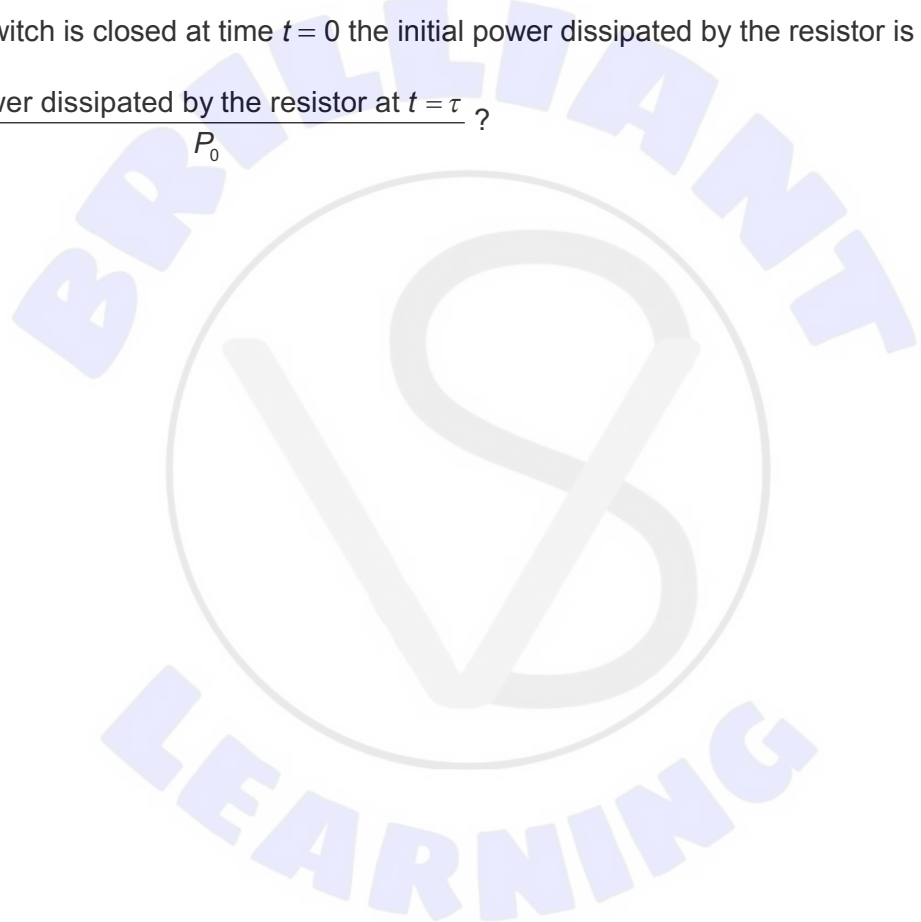 witch is closed at time t = 0 the initial power dissipated by the resistor is
ver dissipated by the resistor at t = τ
P₀
?
BRILLIANT
VS
LEARNING